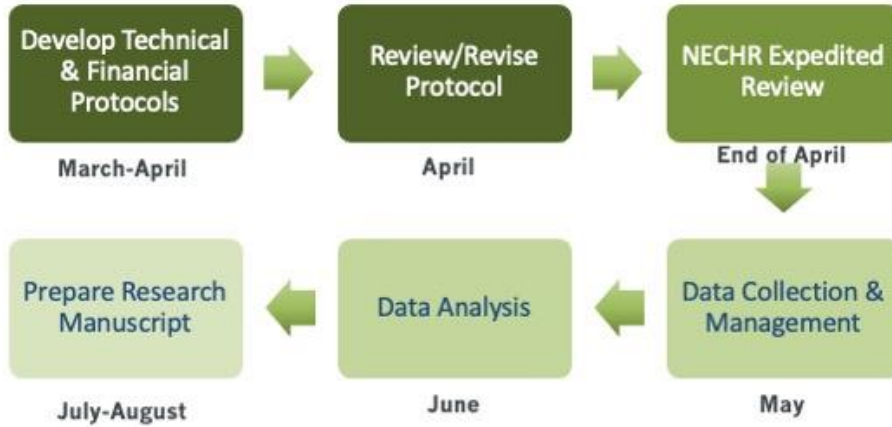 Develop Technical
& Financial
Protocols
March-April
Review/Revise
Protocol
April
NECHR Expedited
Review
End of April
Data Collection &
Management
May
Data Analysis
June
Prepare Research
Manuscript
July-August